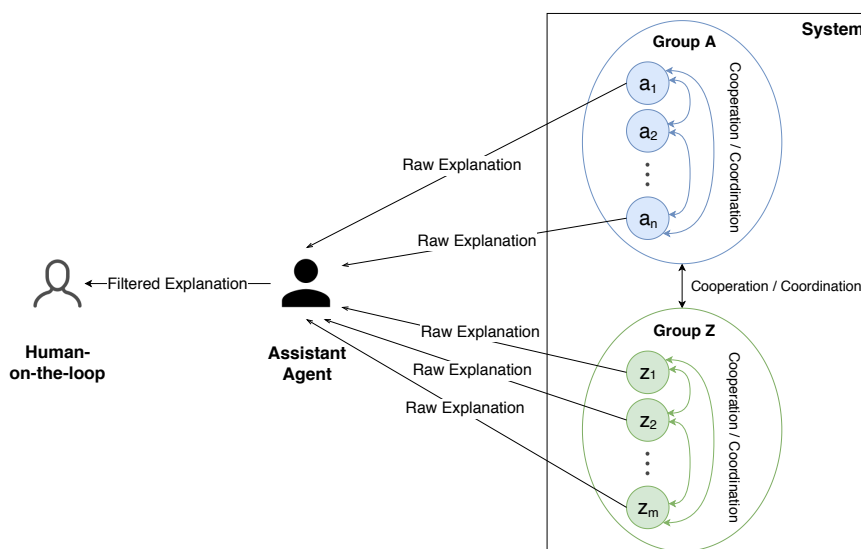 System
Group A
a1
a2
an
Cooperation / Coordination
Raw Explanation
Raw Explanation
Cooperation / Coordination
Filtered Explanation
Human-
on-the-loop
Assistant
Agent
Group Z
z1
z2
zm
Cooperation / Coordination
Raw Explanation
Raw Explanation
Raw Explanation